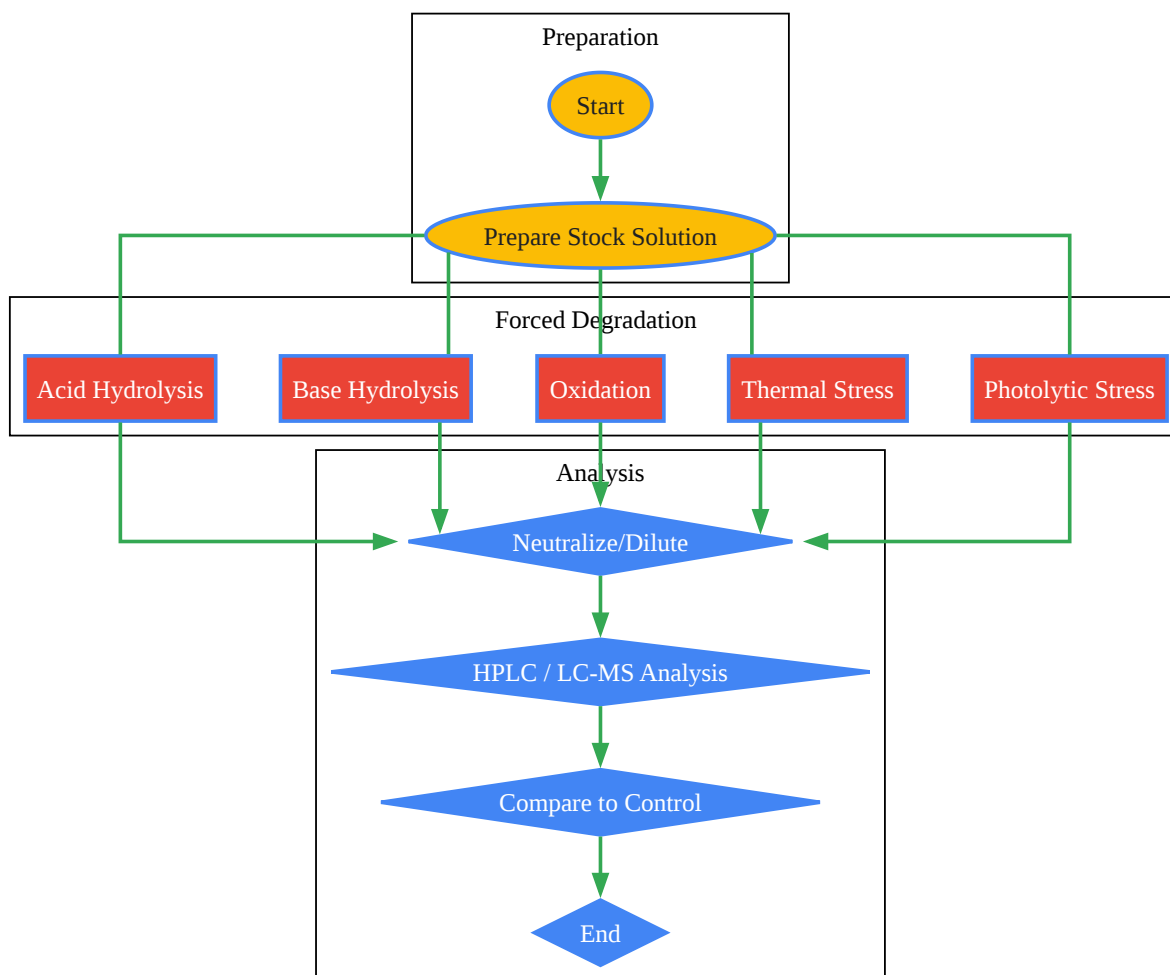 Preparation
Start
Prepare Stock Solution
Forced Degradation
Acid Hydrolysis
Base Hydrolysis
Oxidation
Thermal Stress
Photolytic Stress
Analysis
Neutralize/Dilute
HPLC / LC-MS Analysis
Compare to Control
End